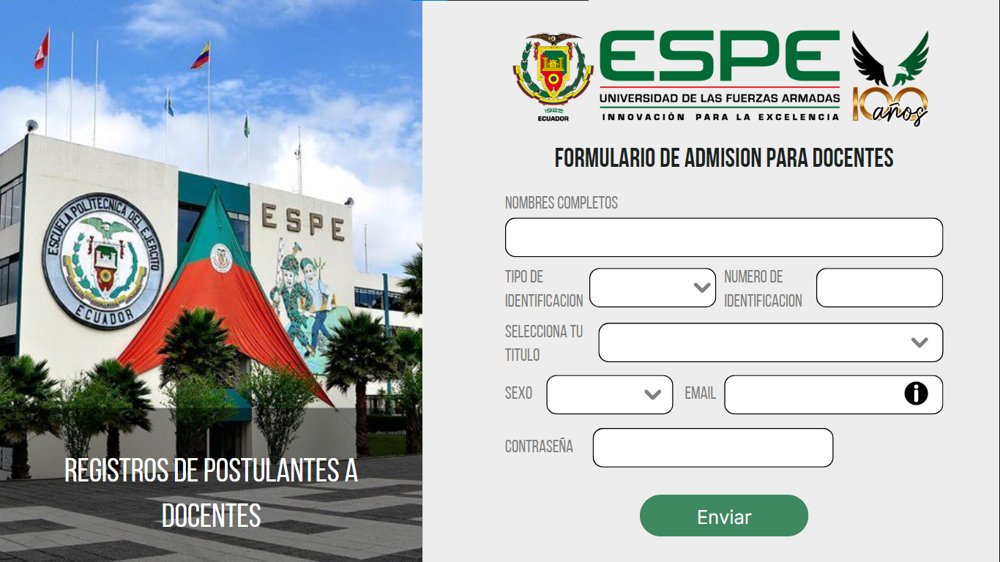 ESCUELA POLITECNICA DEL EJERCITO
ECUADOR
ESPE
REGISTROS DE POSTULANTES A
DOCENTES
ESPE
UNIVERSIDAD DE LAS FUERZAS ARMADAS
INNOVACIÓN PARA LA EXCELENCIA
1922
ECUADOR
100
años
FORMULARIO DE ADMISION PARA DOCENTES
NOMBRES COMPLETOS
TIPO DE
IDENTIFICACION
NUMERO DE
IDENTIFICACION
SELECCIONA TU
TITULO
SEXO
EMAIL
CONTRASEÑA
Enviar